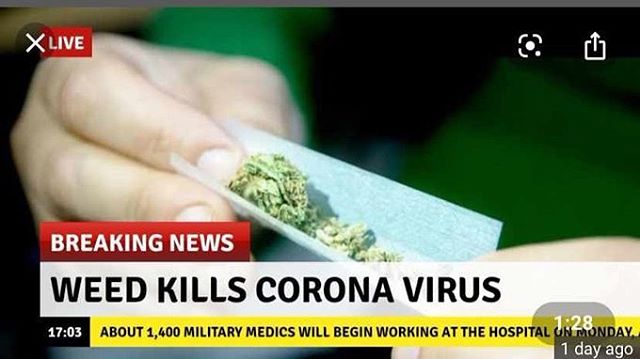 LIVE
BREAKING NEWS
WEED KILLS CORONA VIRUS
17:03 ABOUT 1,400 MILITARY MEDICS WILL BEGIN WORKING AT THE HOSPITAL ON MONDAY,
1:28
1 day ago